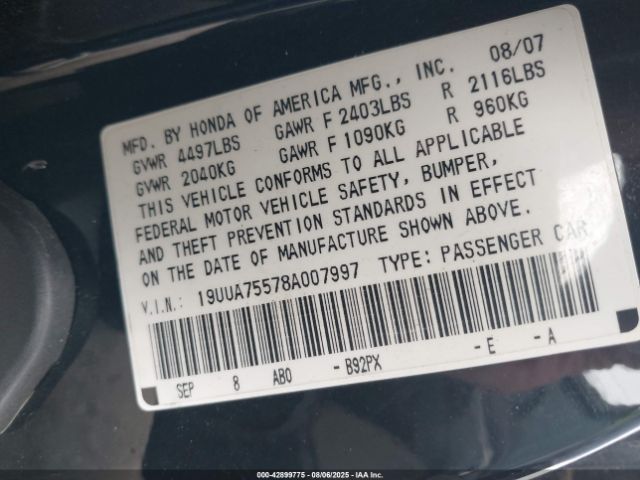 MFD. BY HONDA OF AMERICA MFG., INC. 08/07
GVWR 4497LBS GAWR F 2403LBS R 2116LBS
GVWR 2040KG GAWR F 1090KG R 960KG
THIS VEHICLE CONFORMS TO ALL APPLICABLE
FEDERAL MOTOR VEHICLE SAFETY, BUMPER,
AND THEFT PREVENTION STANDARDS IN EFFECT
ON THE DATE OF MANUFACTURE SHOWN ABOVE.
V.I.N.: 19UUA75578A007997 TYPE: PASSENGER CAR
SEP 8 AB0 -B92PX -E -A
000-42899775 - 08/06/2025 - IAA Inc.